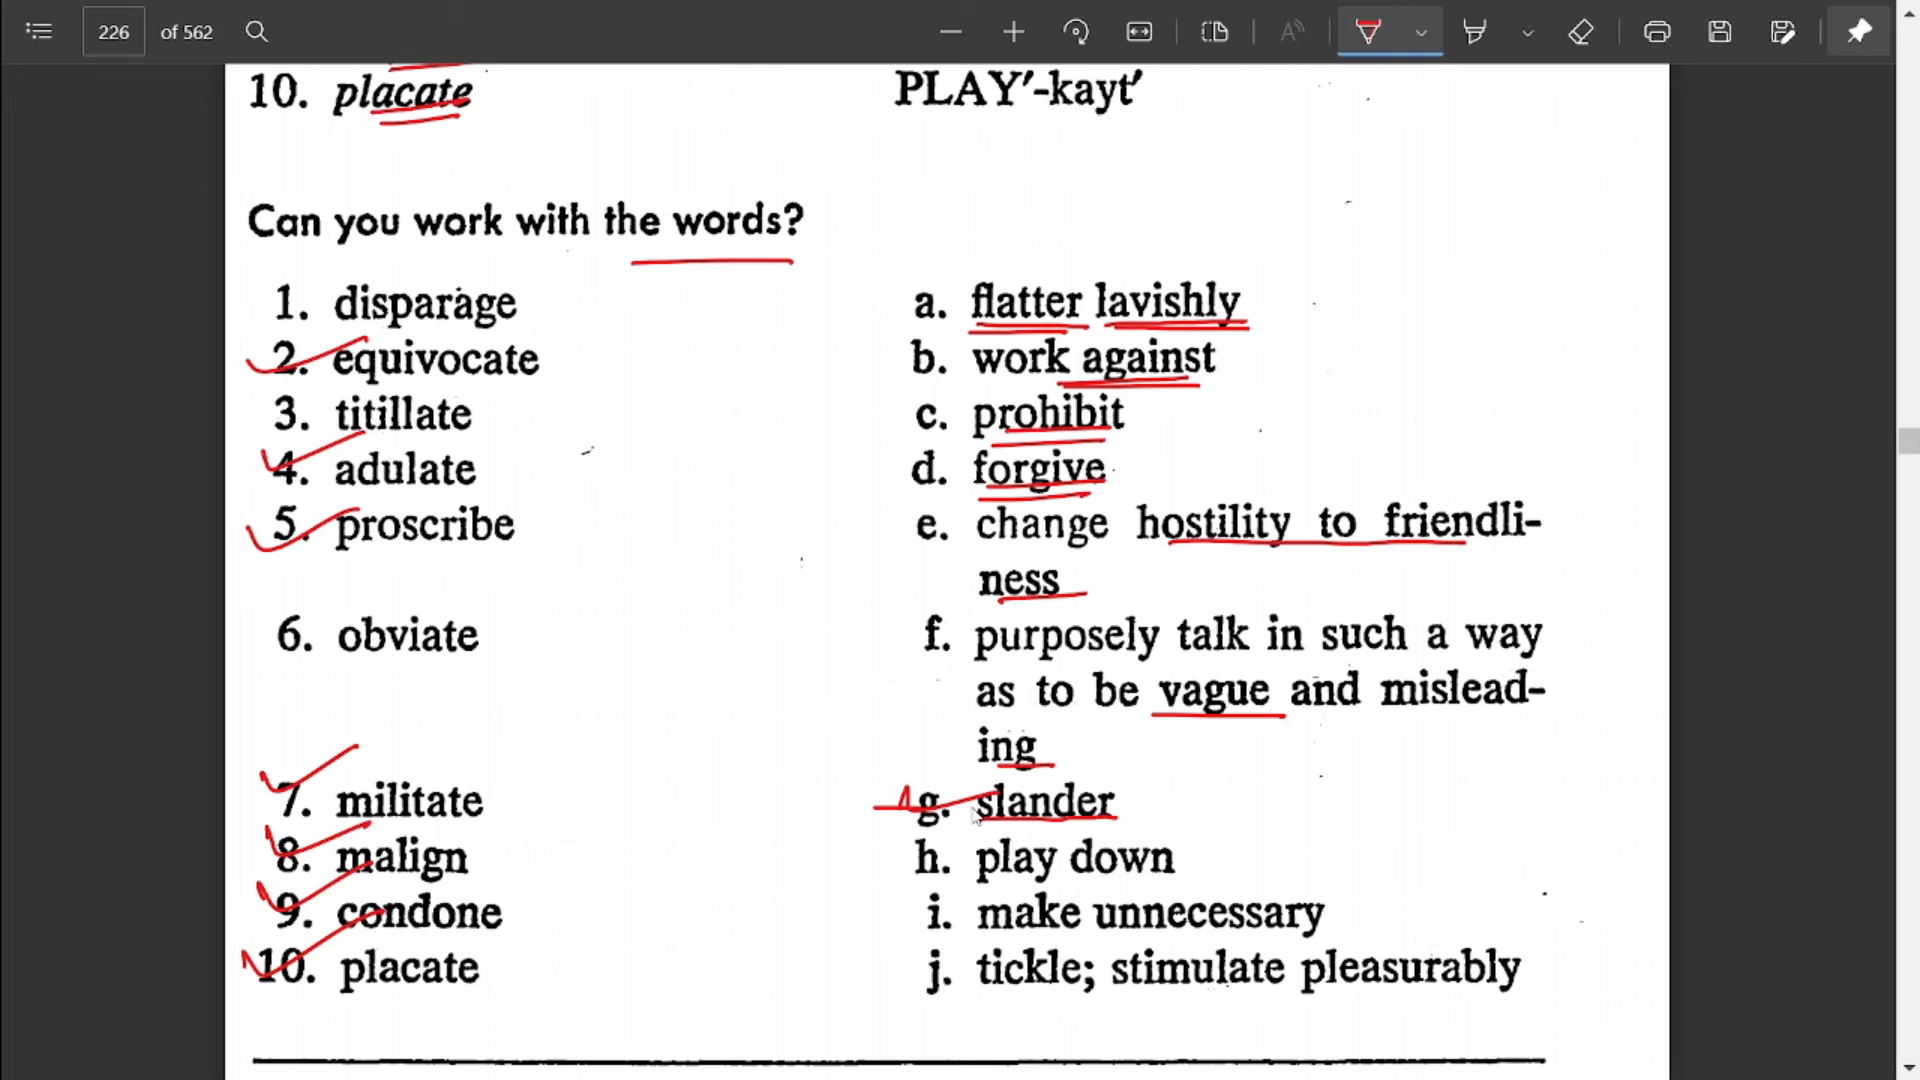 226 of 562
10. placate PLAY′-kayt′
Can you work with the words?
1. disparage a. flatter lavishly
2. equivocate b. work against
3. titillate c. prohibit
4. adulate d. forgive
5. proscribe e. change hostility to friendli-
ness
6. obviate f. purposely talk in such a way
as to be vague and mislead-
ing
7. militate g. slander
8. malign h. play down
9. condone i. make unnecessary
10. placate j. tickle; stimulate pleasurably